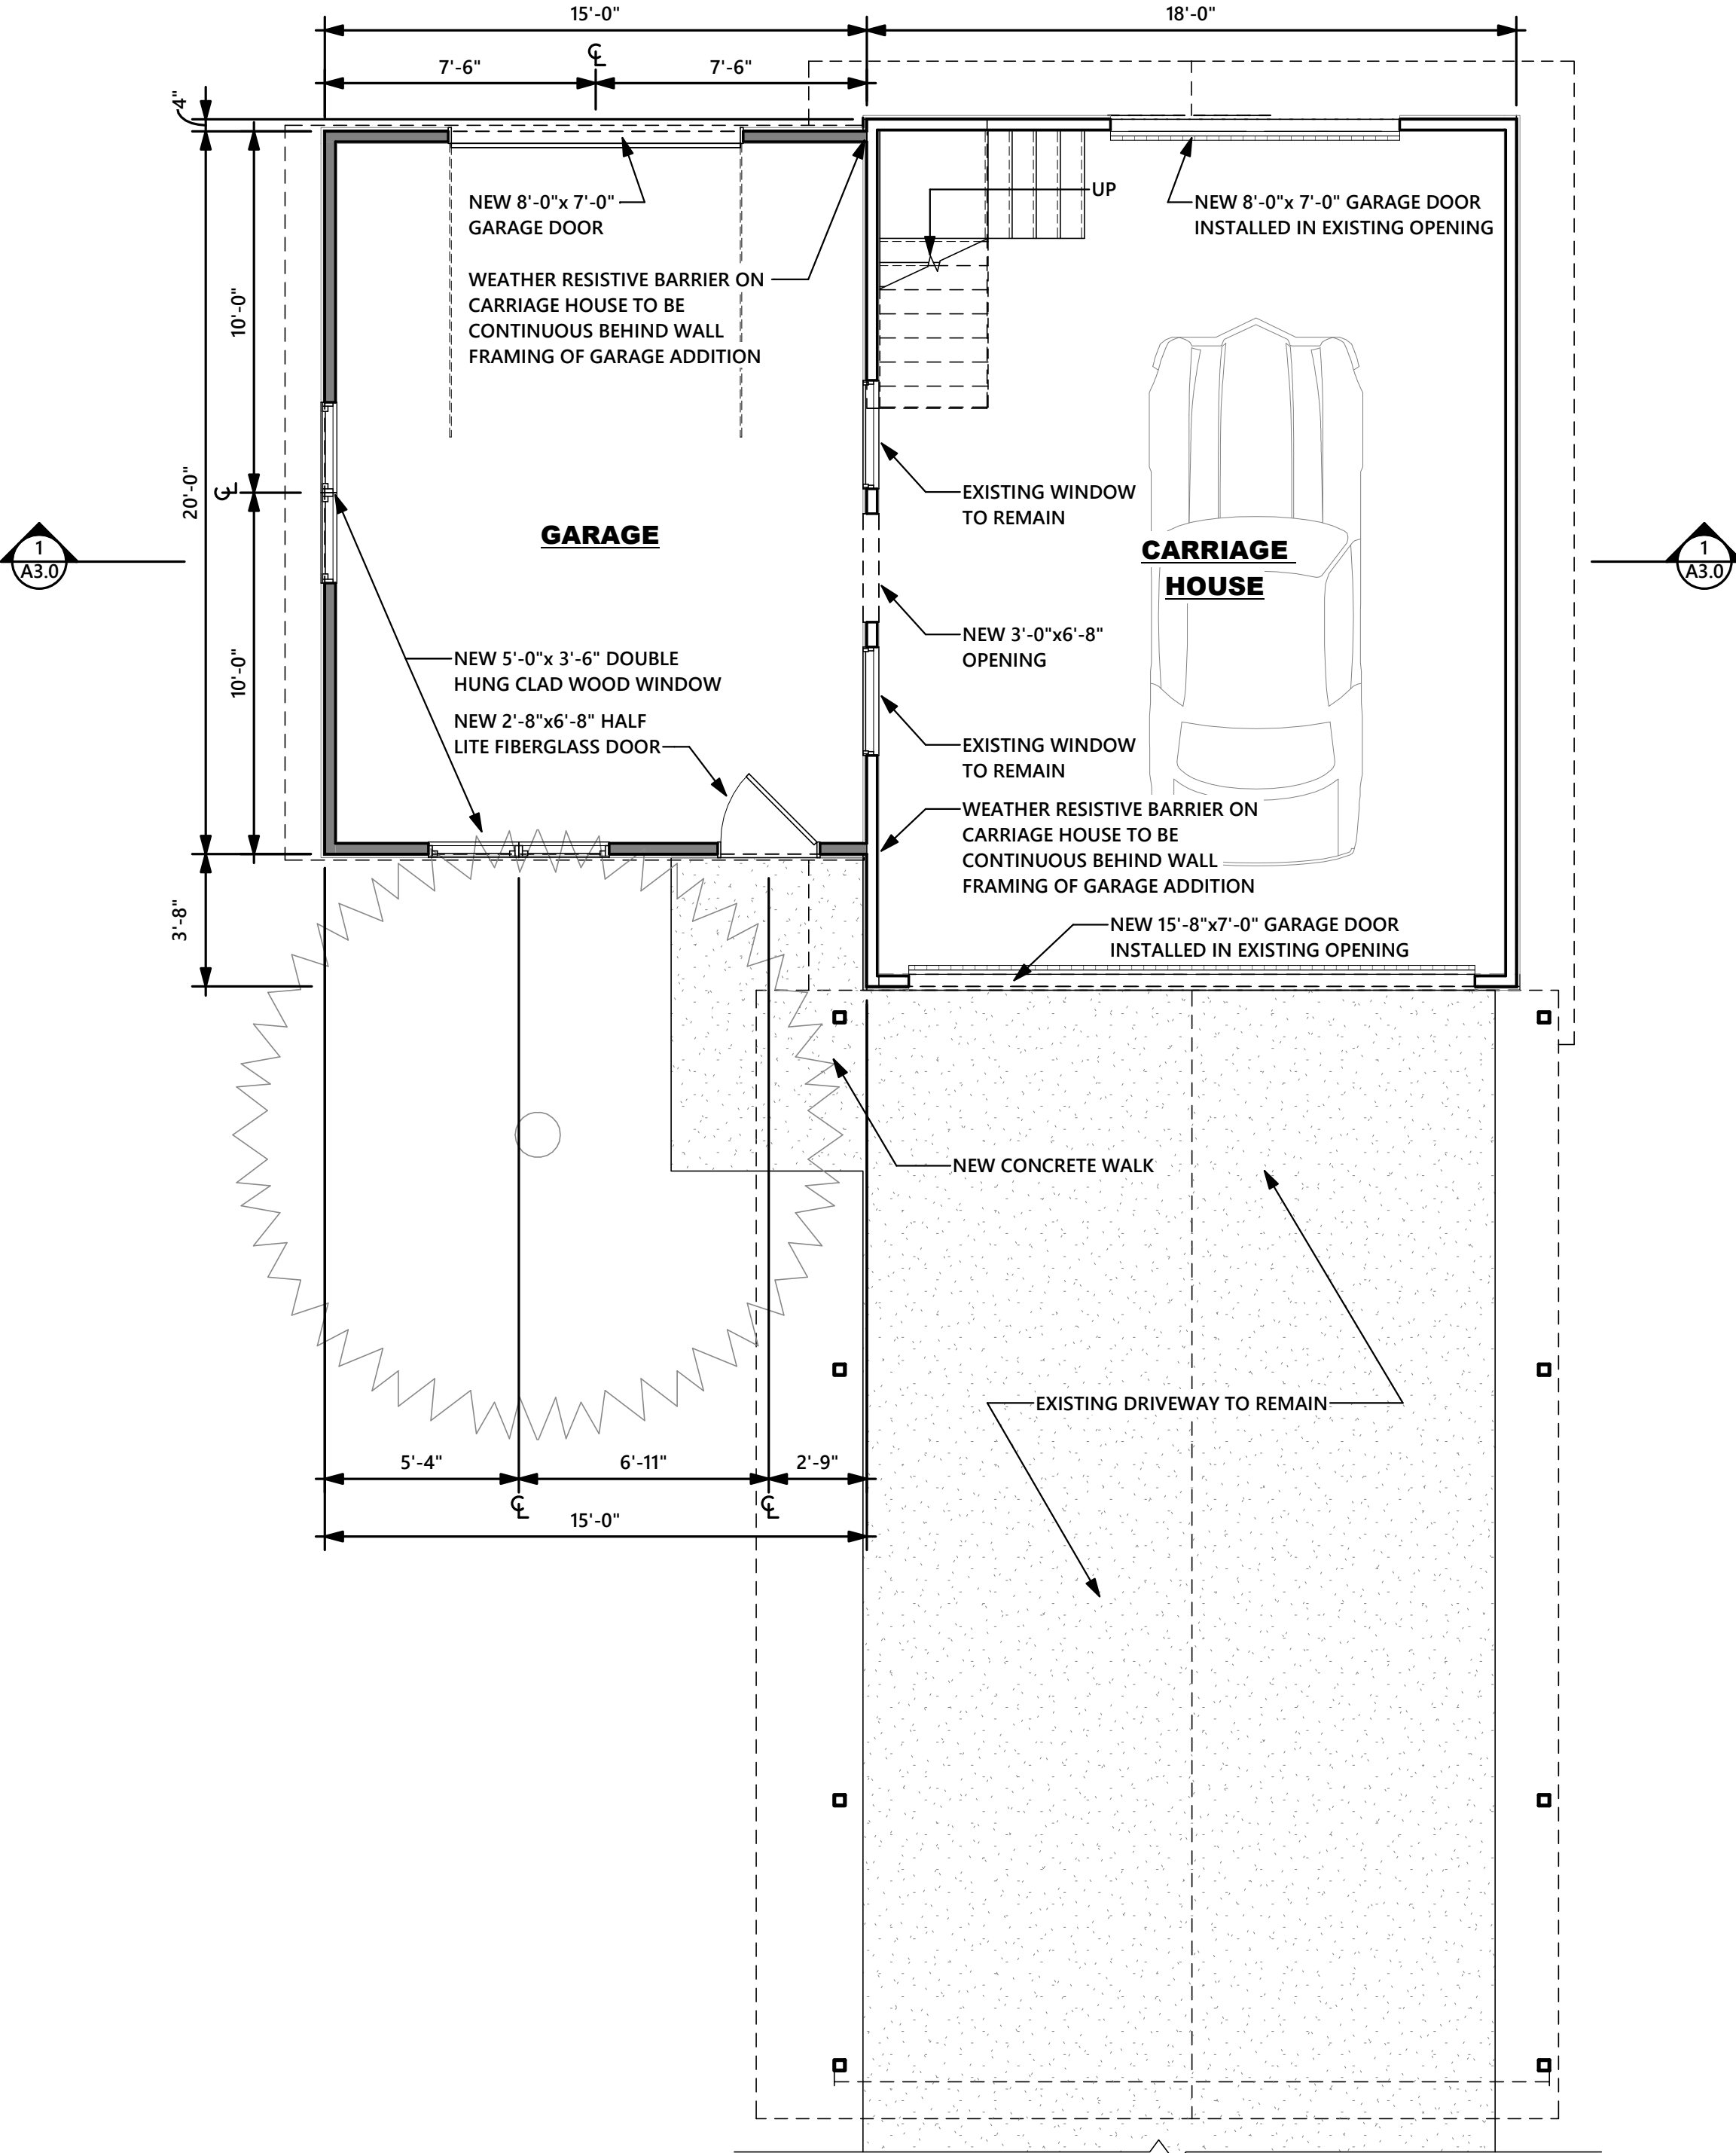 15'-0"
18'-0"
7'-6"
℄
7'-6"
4"
NEW 8'-0"x 7'-0"
GARAGE DOOR
UP
NEW 8'-0"x 7'-0" GARAGE DOOR
INSTALLED IN EXISTING OPENING
WEATHER RESISTIVE BARRIER ON
CARRIAGE HOUSE TO BE
CONTINUOUS BEHIND WALL
FRAMING OF GARAGE ADDITION
10'-0"
20'-0"
℄
EXISTING WINDOW
TO REMAIN
GARAGE
CARRIAGE
HOUSE
1
A3.0
1
A3.0
10'-0"
NEW 3'-0"x6'-8"
OPENING
NEW 5'-0"x 3'-6" DOUBLE
HUNG CLAD WOOD WINDOW
NEW 2'-8"x6'-8" HALF
LITE FIBERGLASS DOOR
EXISTING WINDOW
TO REMAIN
WEATHER RESISTIVE BARRIER ON
CARRIAGE HOUSE TO BE
CONTINUOUS BEHIND WALL
FRAMING OF GARAGE ADDITION
3'-8"
NEW 15'-8"x7'-0" GARAGE DOOR
INSTALLED IN EXISTING OPENING
NEW CONCRETE WALK
EXISTING DRIVEWAY TO REMAIN
5'-4"
6'-11"
2'-9"
℄
℄
15'-0"